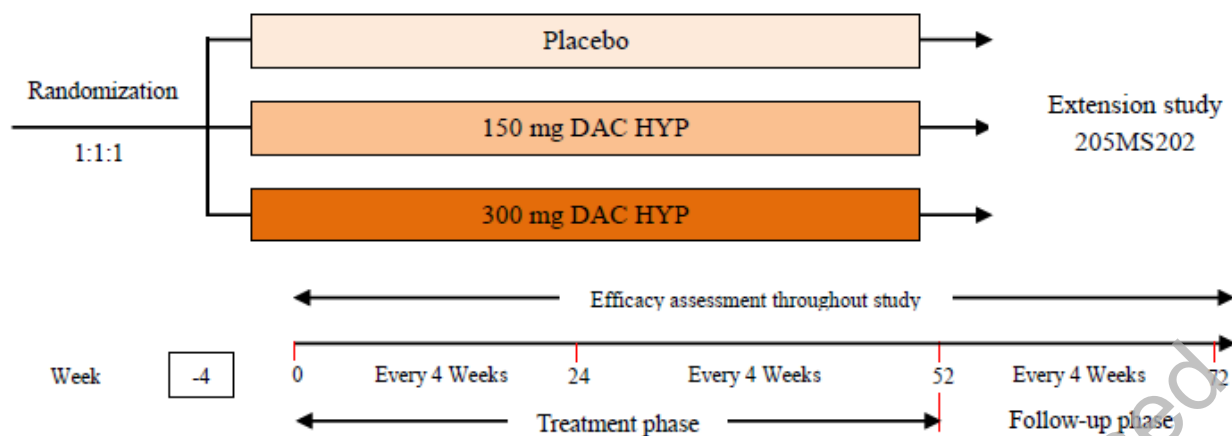 Placebo
Randomization
1:1:1
150 mg DAC HYP
300 mg DAC HYP
Extension study
205MS202
Efficacy assessment throughout study
Week -4 0 Every 4 Weeks 24 Every 4 Weeks 52 Every 4 Weeks 72
Treatment phase Follow-up phase